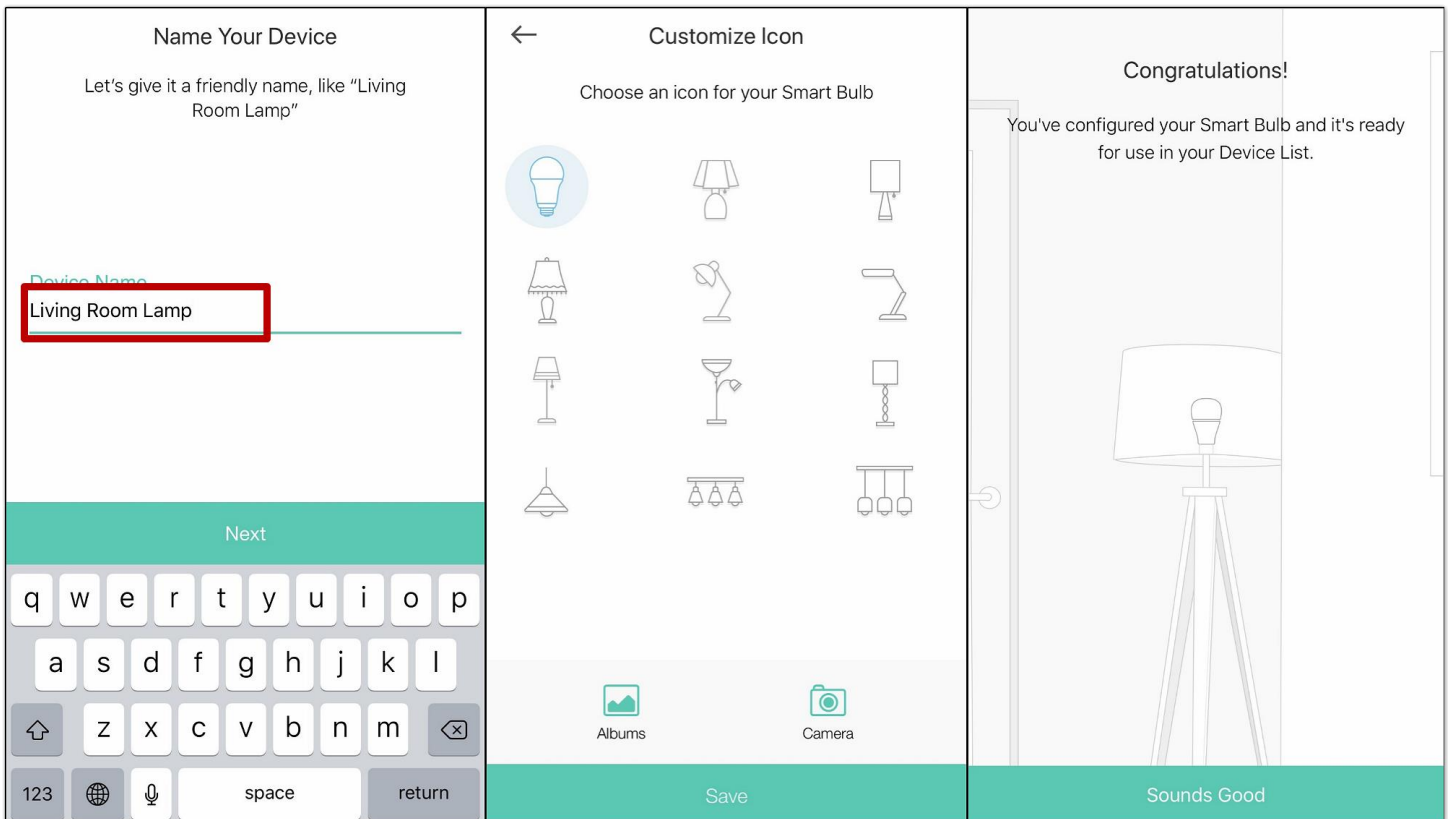 Name Your Device
Let’s give it a friendly name, like “Living
Room Lamp”
Device Name
Living Room Lamp
Next
q w e r t y u i o p
a s d f g h j k l
z x c v b n m
123 space return
Customize Icon
Choose an icon for your Smart Bulb
Albums Camera
Save
Congratulations!
You've configured your Smart Bulb and it's ready
for use in your Device List.
Sounds Good